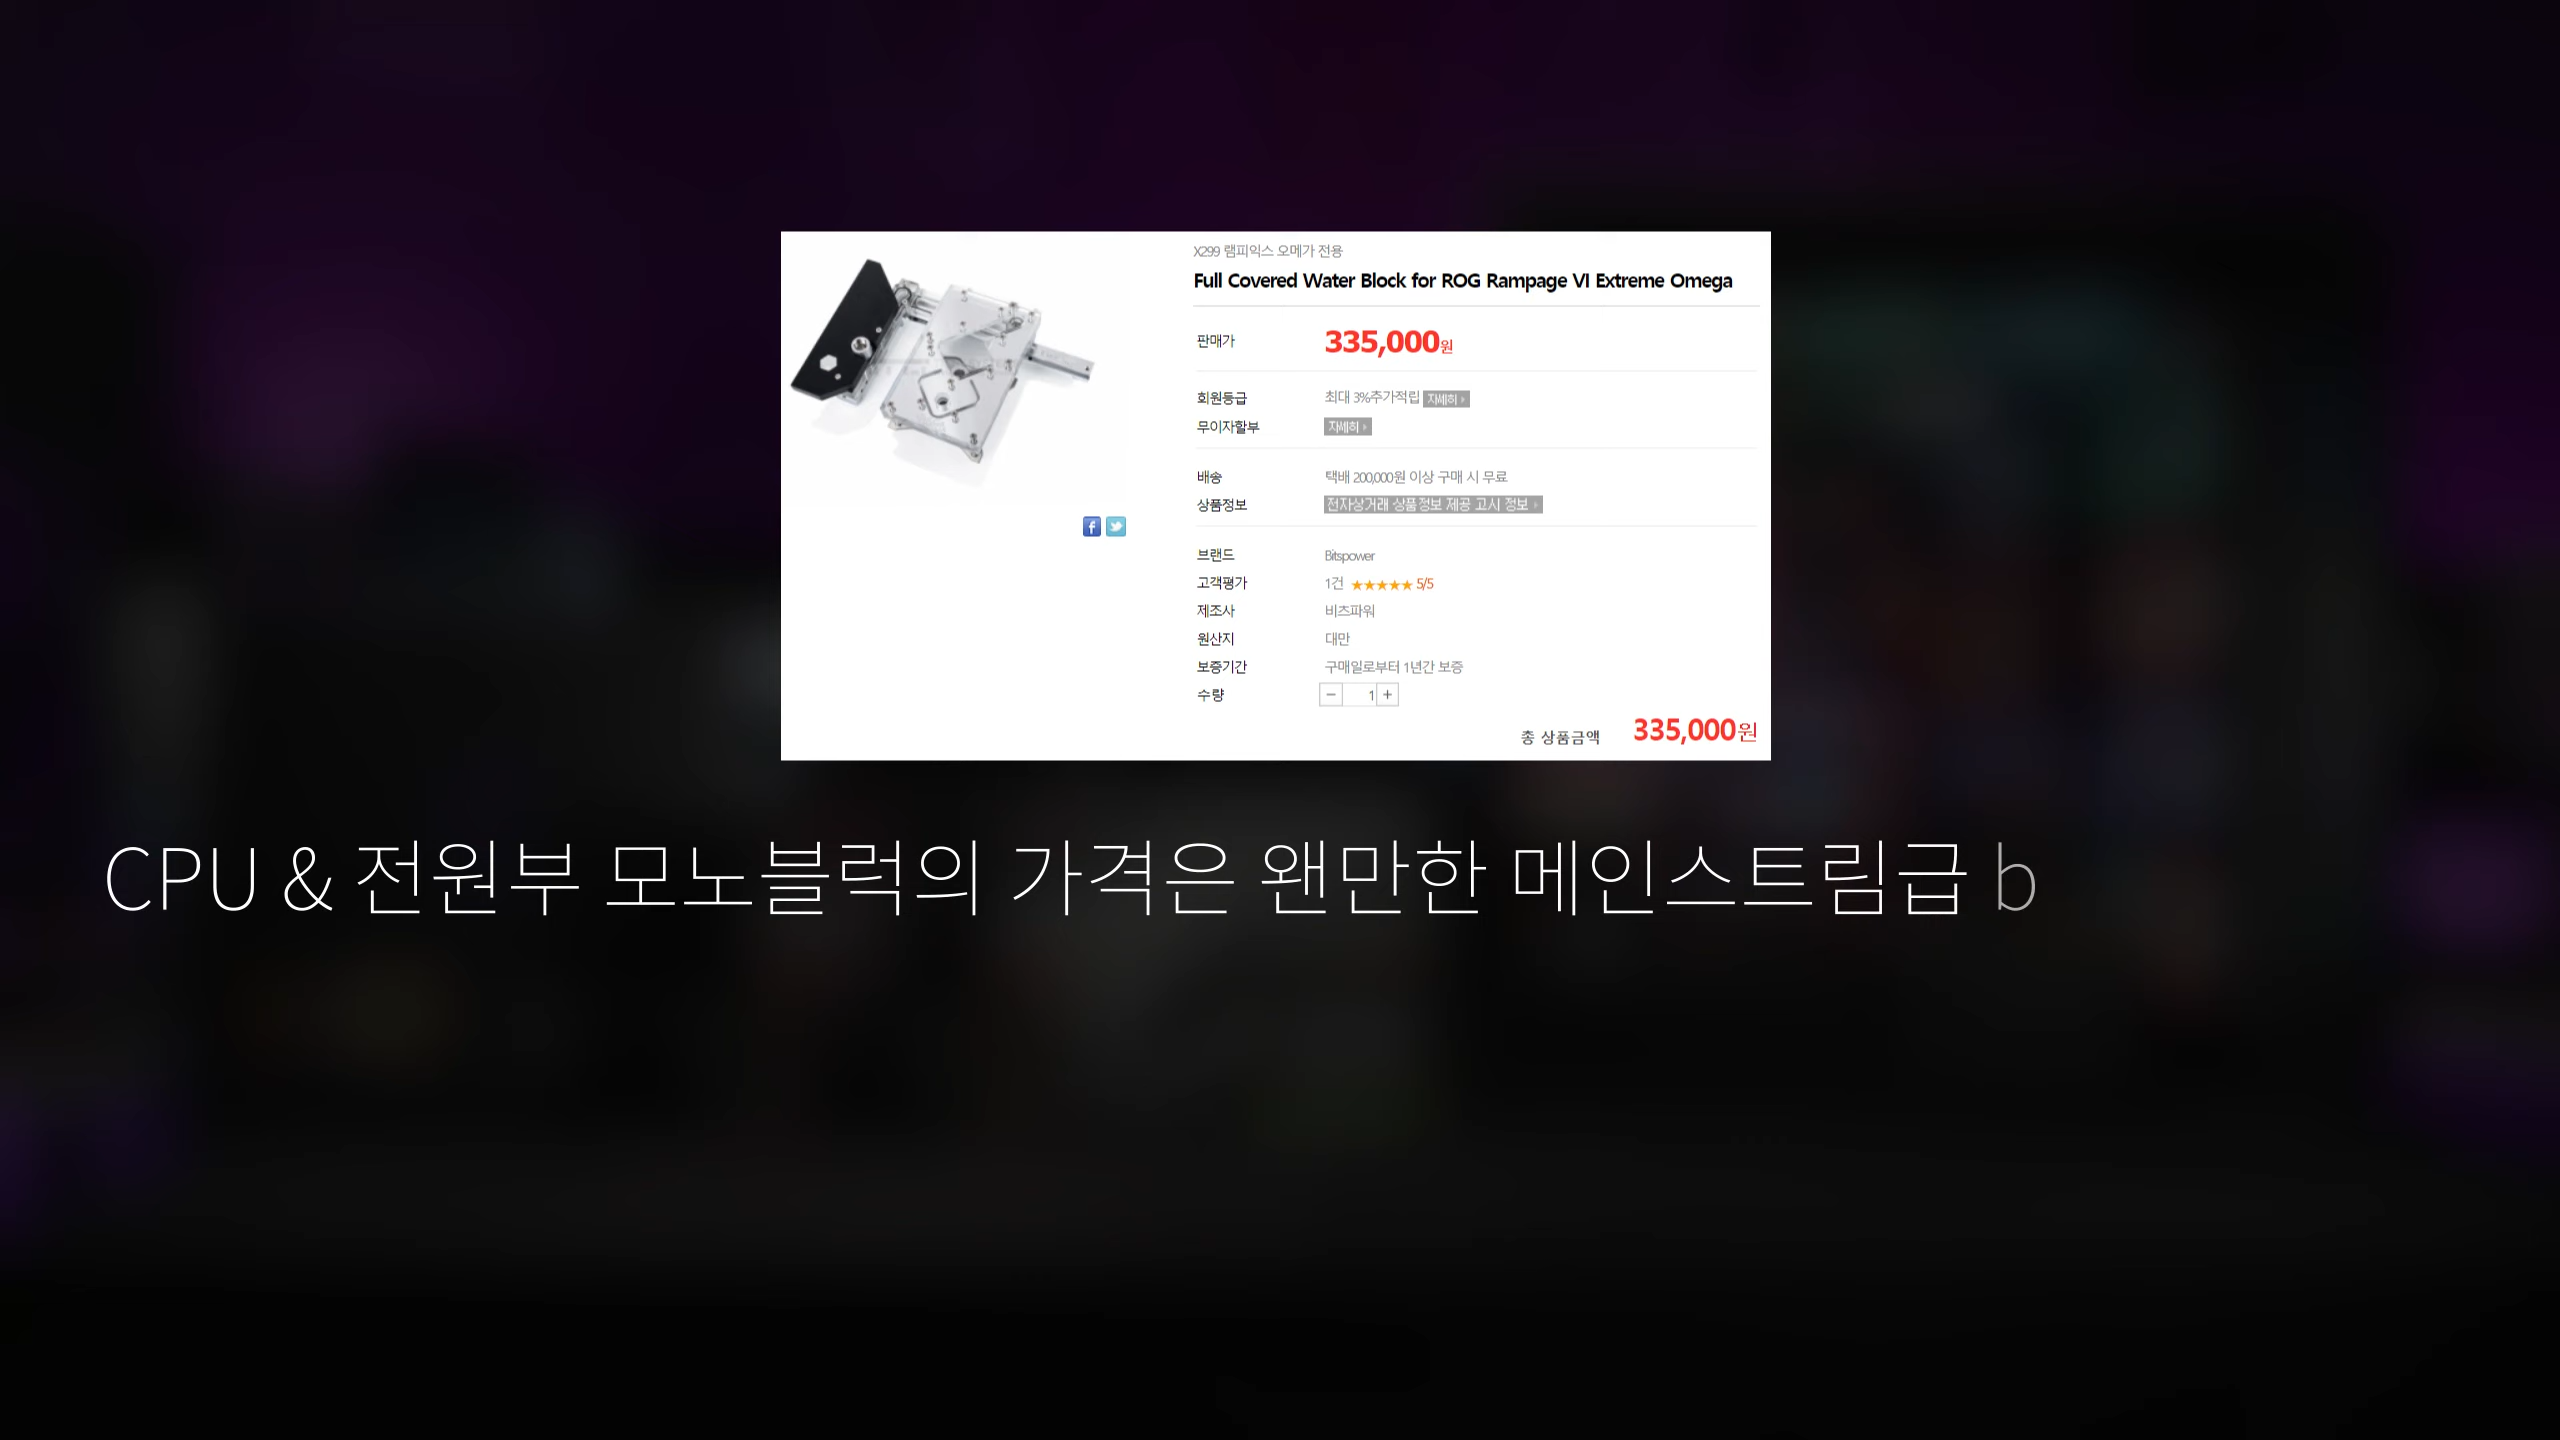 X299 램피익스 오메가 전용
Full Covered Water Block for ROG Rampage VI Extreme Omega
판매가 335,000원
회원등급 최대 3%추가적립 자세히
무이자할부 자세히
배송 택배 200,000원 이상 구매 시 무료
상품정보 전자상거래 상품정보 제공 고시 정보
브랜드 Bitspower
고객평가 1건 ★★★★★ 5/5
제조사 비츠파워
원산지 대만
보증기간 구매일로부터 1년간 보증
수량 − 1 +
총 상품금액 335,000원
CPU & 전원부 모노블럭의 가격은 왠만한 메인스트림급 b